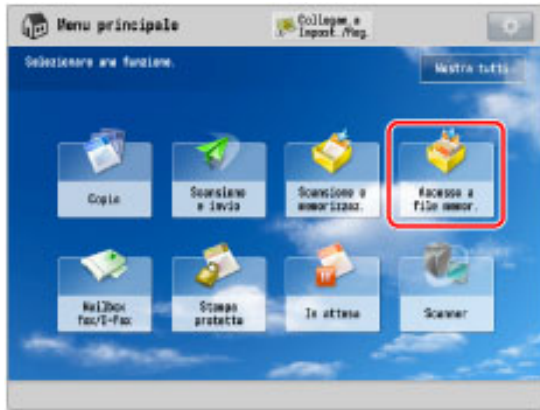 Menu principale
Collegam. a
Impost./Reg.
Selezionare una funzione.
Mostra tutti
Copia
Scansione
e invio
Scansione e
memorizzaz.
Accesso a
file memor.
Mailbox
fax/I-Fax
Stampa
protetta
In attesa
Scanner